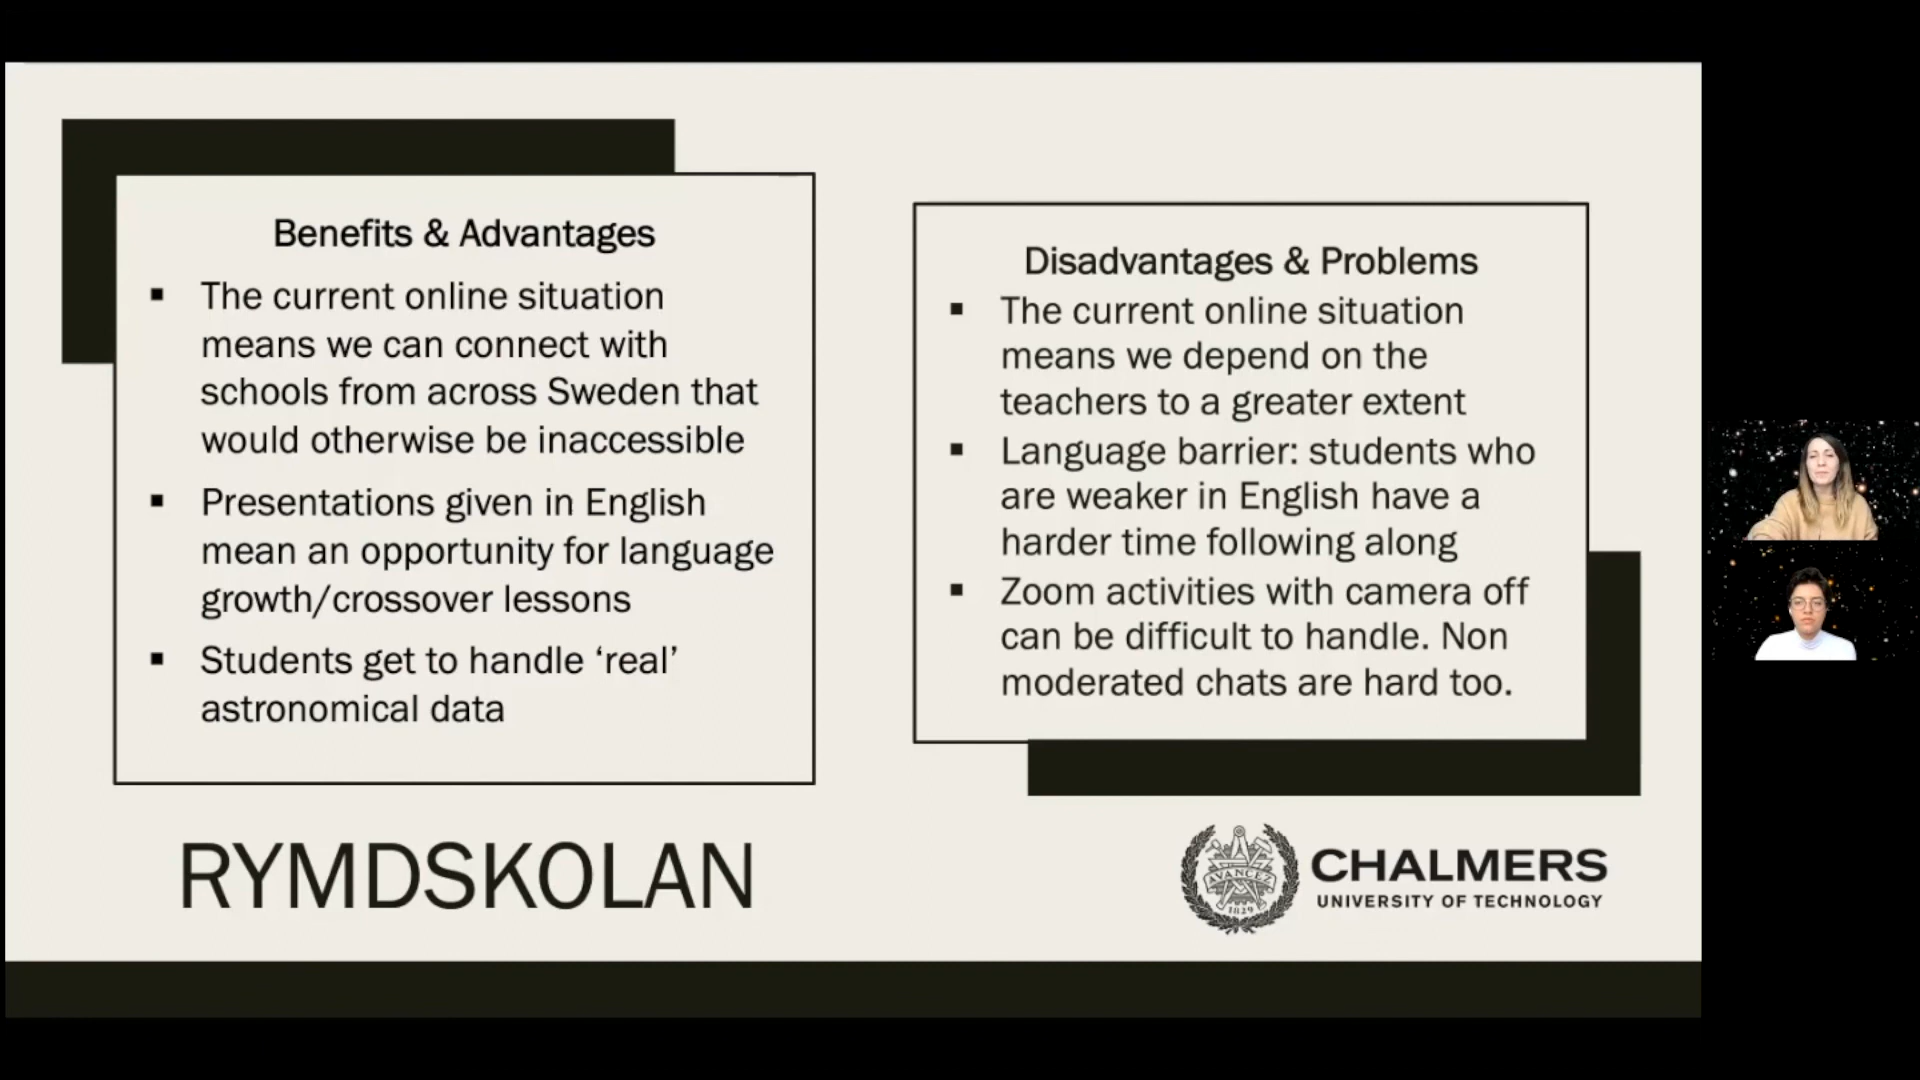 Benefits & Advantages
▪ The current online situation
means we can connect with
schools from across Sweden that
would otherwise be inaccessible
▪ Presentations given in English
mean an opportunity for language
growth/crossover lessons
▪ Students get to handle ‘real’
astronomical data
Disadvantages & Problems
▪ The current online situation
means we depend on the
teachers to a greater extent
▪ Language barrier: students who
are weaker in English have a
harder time following along
▪ Zoom activities with camera off
can be difficult to handle. Non
moderated chats are hard too.
RYMDSKOLAN
AVANCEZ
1829
CHALMERS
UNIVERSITY OF TECHNOLOGY